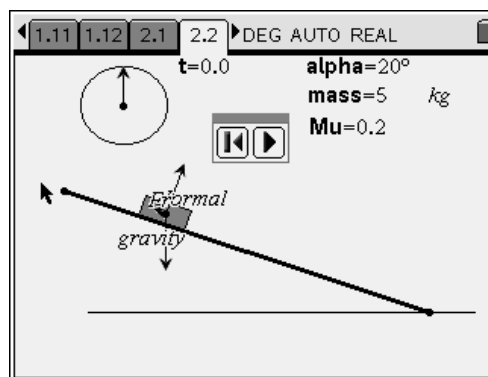 1.11 1.12 2.1 2.2 DEG AUTO REAL
t=0.0 alpha=20°
mass=5 kg
Mu=0.2
gravity